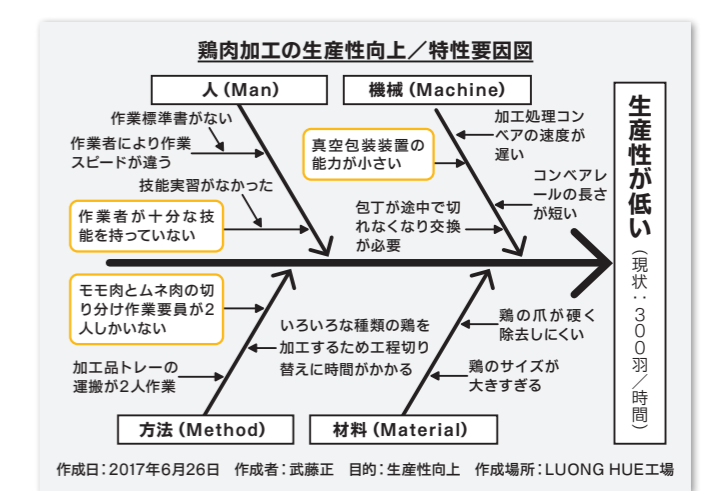 鶏肉加工の生産性向上／特性要因図
人（Man）
機械（Machine）
作業標準書がない
作業者により作業
スピードが違う
技能実習がなかった
作業者が十分な技
能を持っていない
真空包装装置の
能力が小さい
加工処理コン
ベアの速度が
遅い
コンベアレ
ールの長さ
が短い
包丁が途中で切
れなくなり交換
が必要
生産性が低い
（現状：３００羽／時間）
モモ肉とムネ肉の切
り分け作業要員が2
人しかいない
加工品トレーの
運搬が2人作業
いろいろな種類の鶏を
加工するため工程切り
替えに時間がかかる
鶏の爪が硬く
除去しにくい
鶏のサイズが
大きすぎる
方法（Method）
材料（Material）
作成日：2017年6月26日　作成者：武藤正　目的：生産性向上　作成場所：LUONG HUE工場